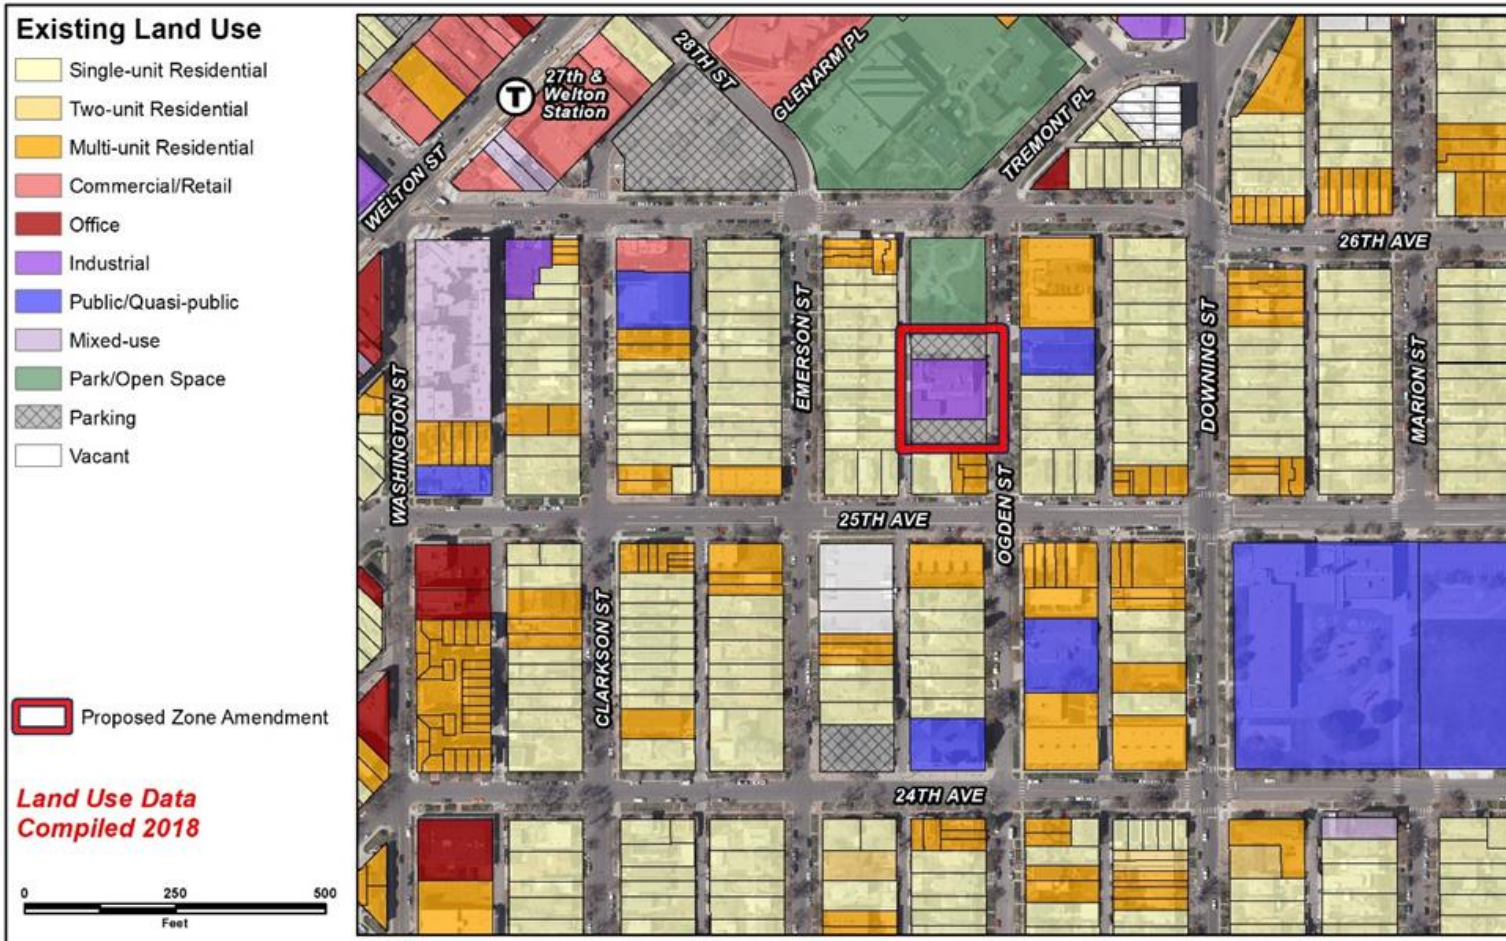 Existing Land Use
Single-unit Residential
Two-unit Residential
Multi-unit Residential
Commercial/Retail
Office
Industrial
Public/Quasi-public
Mixed-use
Park/Open Space
Parking
Vacant
Proposed Zone Amendment
Land Use Data
Compiled 2018
0 250 500
Feet
T
27th &
Welton
Station
28TH ST
GLENARM PL
TREMONT PL
WELTON ST
26TH AVE
WASHINGTON ST
EMERSON ST
DOWNING ST
MARION ST
25TH AVE
OGDEN ST
CLARKSON ST
24TH AVE